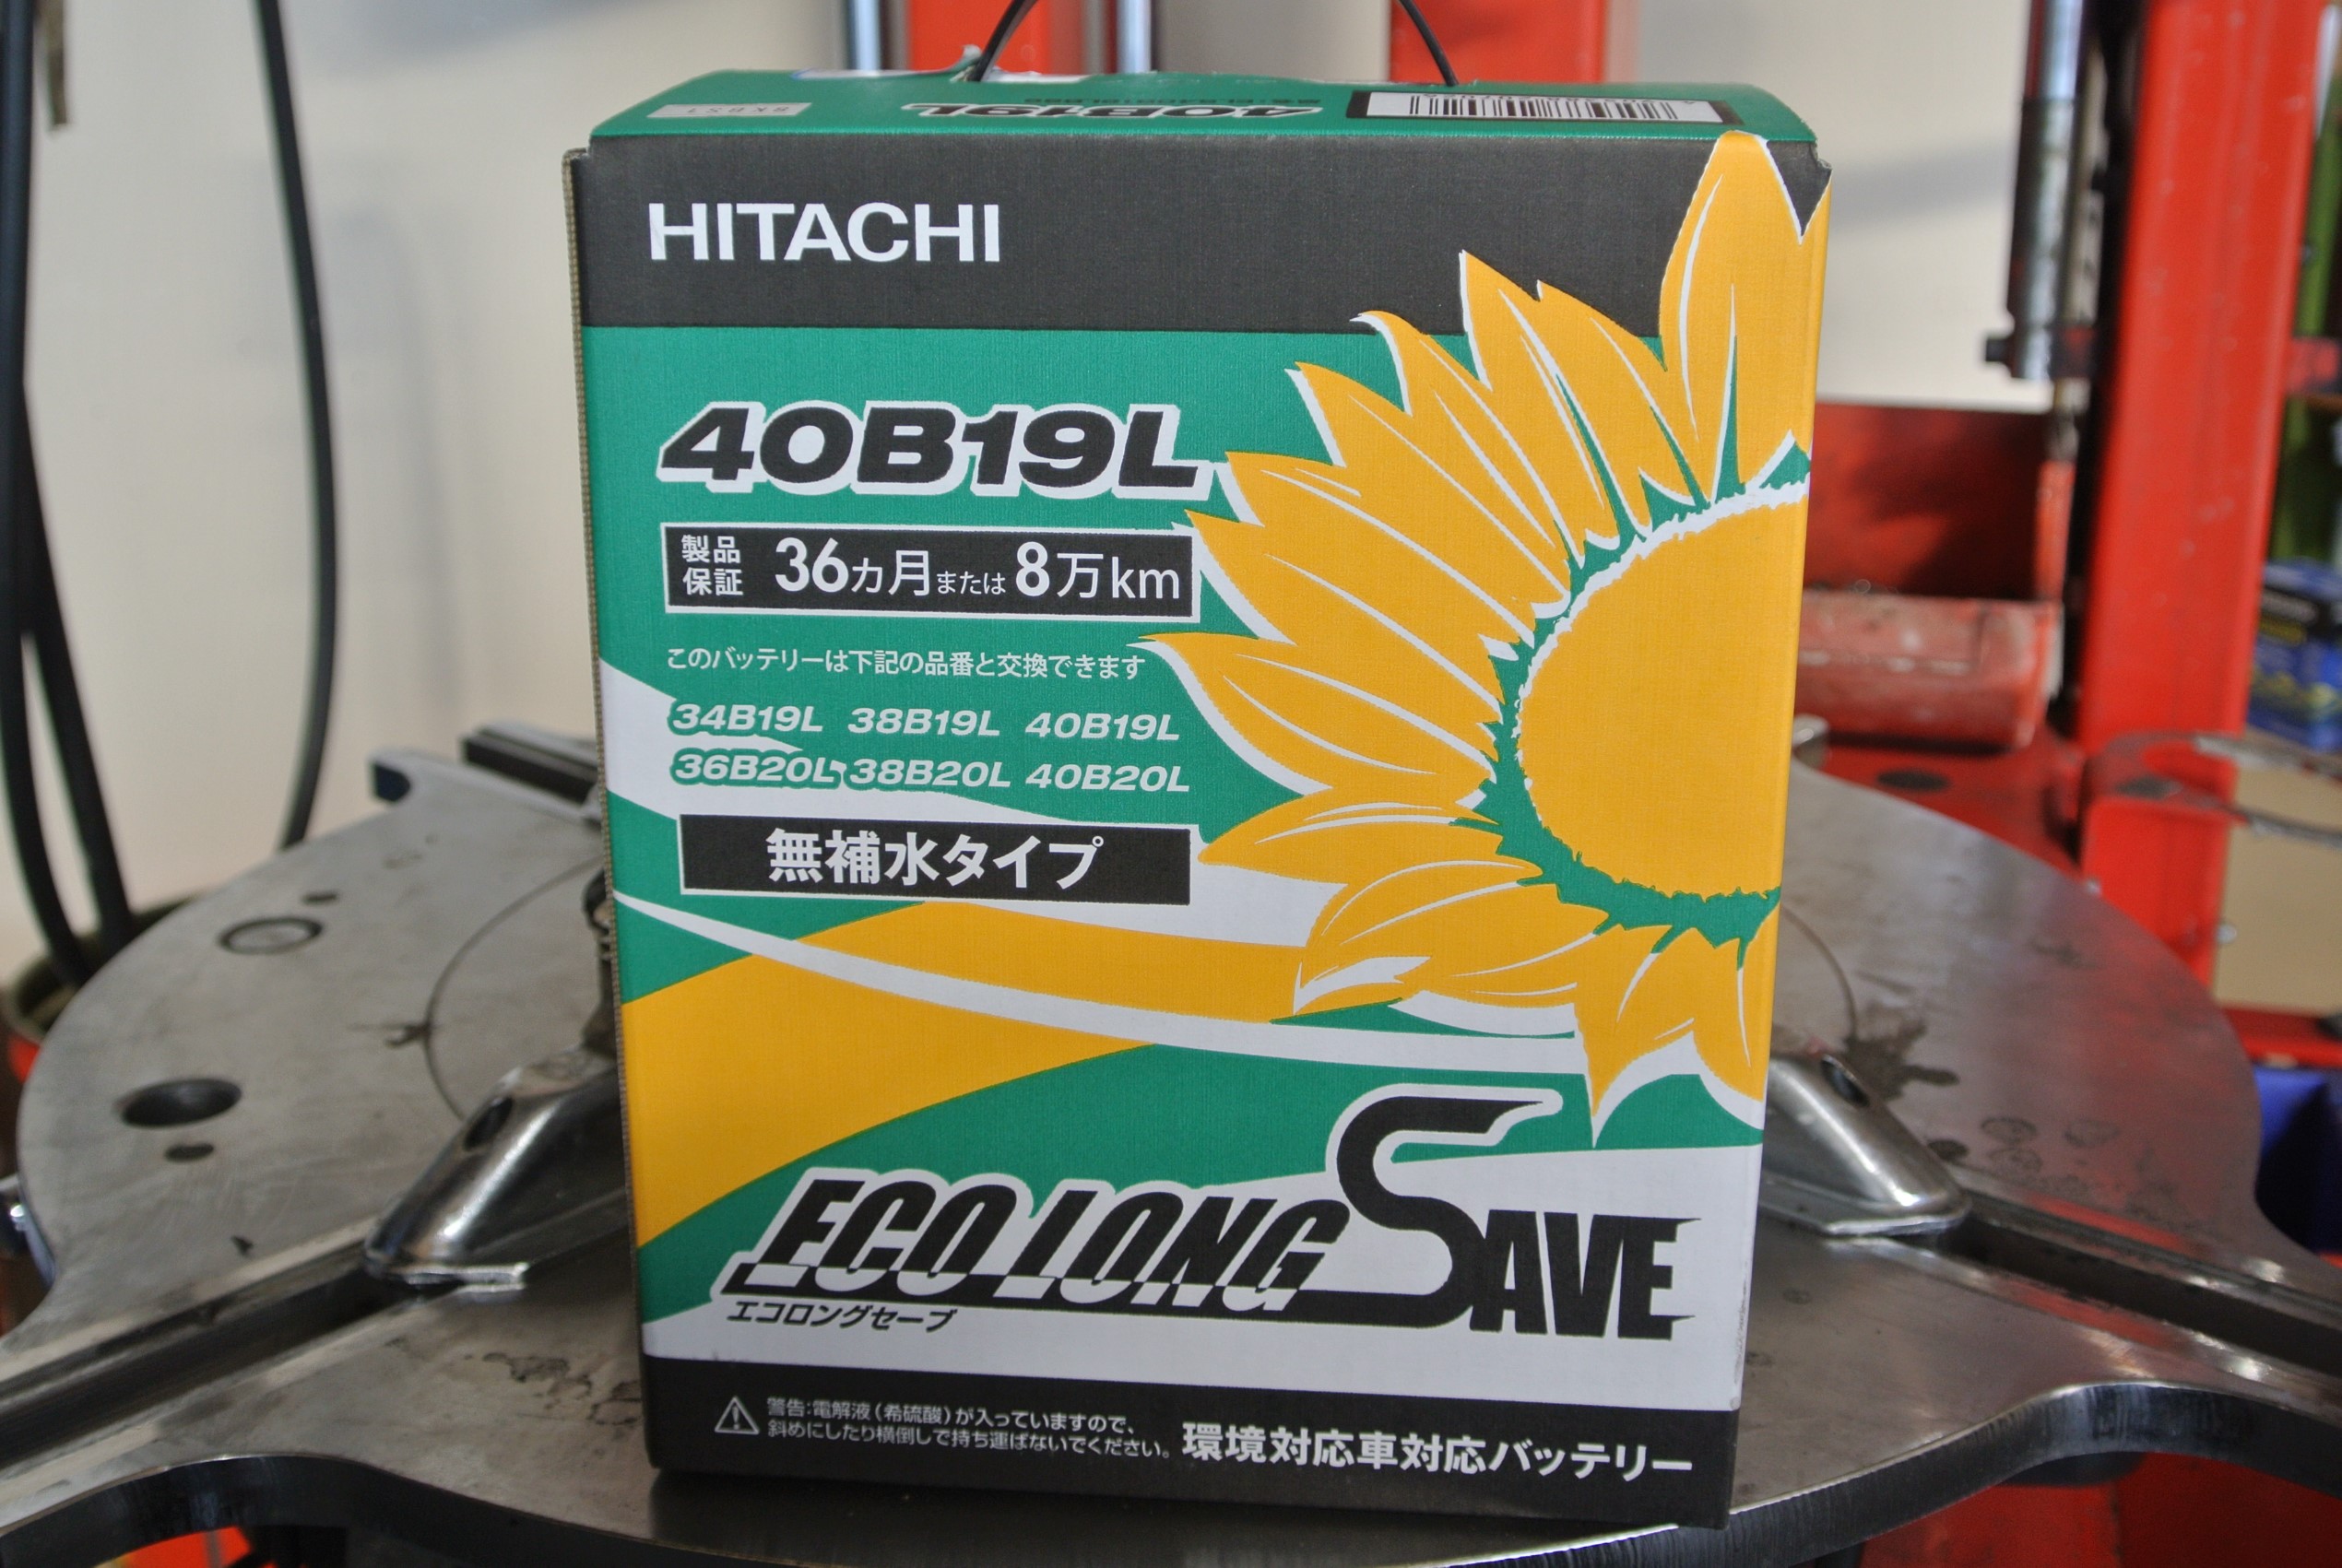 40B19L
HITACHI
40B19L
製品保証 36カ月または8万km
このバッテリーは下記の品番と交換できます
34B19L 38B19L 40B19L
36B20L 38B20L 40B20L
無補水タイプ
ECO LONG SAVE
エコロングセーブ
警告:電解液(希硫酸)が入っていますので、
斜めにしたり横倒しで持ち運ばないでください。
環境対応車対応バッテリー